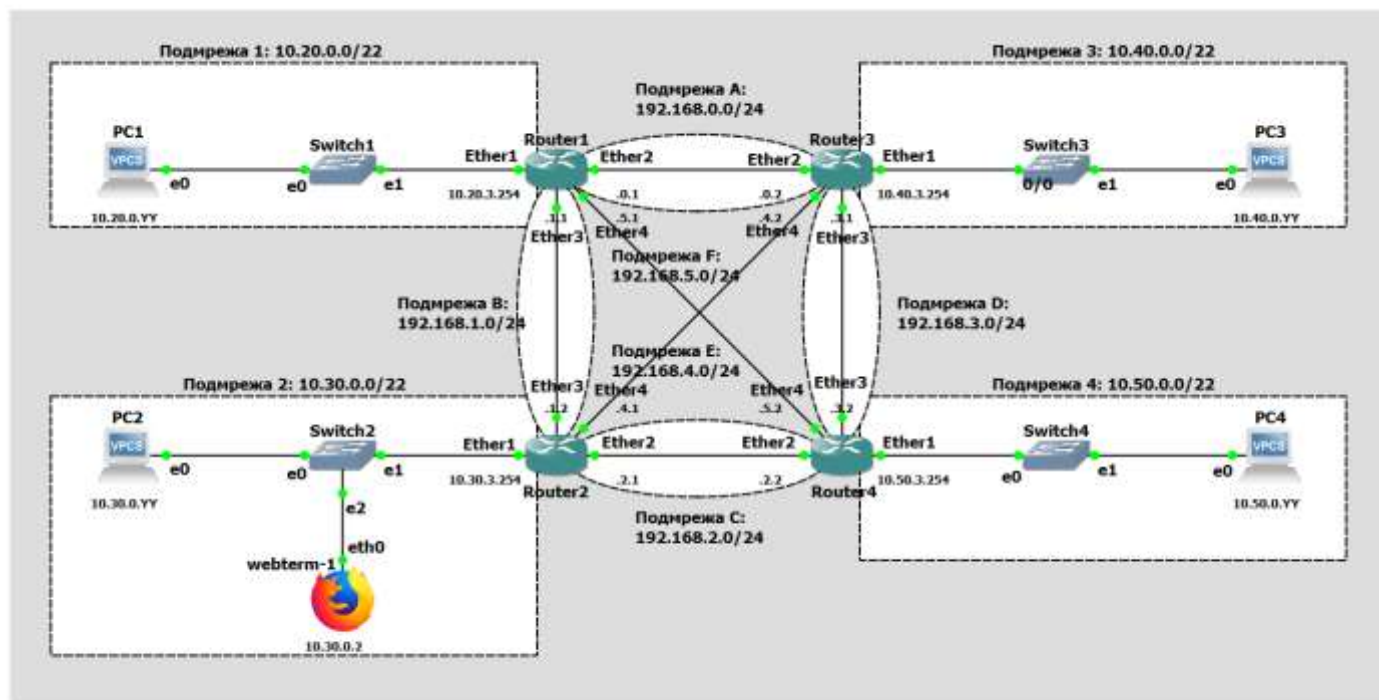 Подмрежа 1: 10.20.0.0/22
Подмрежа 3: 10.40.0.0/22
Подмрежа A:
192.168.0.0/24
PC1
Switch1
Router1
Router3
Switch3
PC3
VPCS
Ether1
Ether2
Ether2
Ether1
VPCS
e0
e0
e1
0/0
e1
e0
10.20.0.YY
10.20.3.254
.0.1
.0.2
10.40.3.254
10.40.0.YY
.1.1
.5.1
.4.2
.3.1
Ether3
Ether4
Ether4
Ether3
Подмрежа F:
192.168.5.0/24
Подмрежа B:
192.168.1.0/24
Подмрежа D:
192.168.3.0/24
Подмрежа E:
192.168.4.0/24
Подмрежа 2: 10.30.0.0/22
Подмрежа 4: 10.50.0.0/22
Ether3
Ether4
Ether4
Ether3
.1.2
.4.1
.5.2
.3.2
PC2
Switch2
Switch4
PC4
VPCS
Ether1
Ether2
Ether2
Ether1
VPCS
e0
e0
e1
e0
e1
e0
10.30.0.YY
10.30.3.254
.2.1
.2.2
10.50.3.254
10.50.0.YY
Router2
Router4
e2
Подмрежа C:
192.168.2.0/24
eth0
webterm-1
10.30.0.2